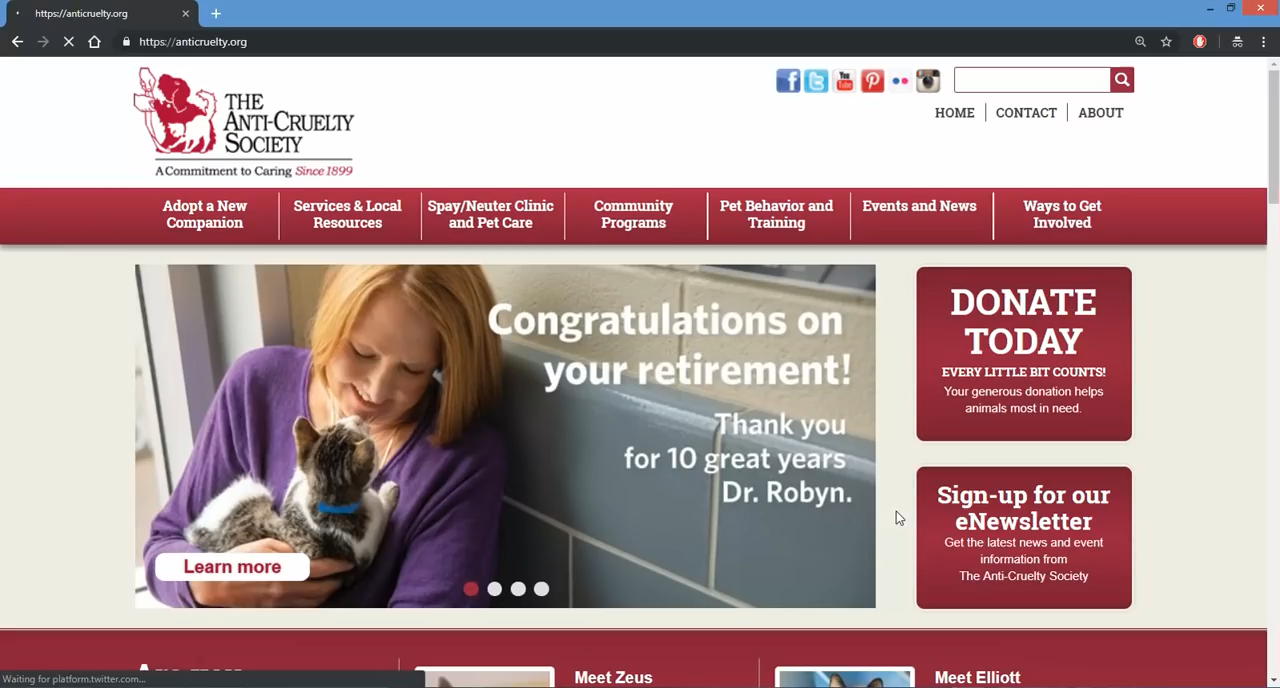 https://anticruelty.org
https://anticruelty.org
THE
ANTI-CRUELTY
SOCIETY
A Commitment to Caring Since 1899
HOME
CONTACT
ABOUT
Adopt a New
Companion
Services & Local
Resources
Spay/Neuter Clinic
and Pet Care
Community
Programs
Pet Behavior and
Training
Events and News
Ways to Get
Involved
Congratulations on
your retirement!
Thank you
for 10 great years
Dr. Robyn.
Learn more
DONATE
TODAY
EVERY LITTLE BIT COUNTS!
Your generous donation helps
animals most in need.
Sign-up for our
eNewsletter
Get the latest news and event
information from
The Anti-Cruelty Society
Meet Zeus
Meet Elliott
Waiting for platform.twitter.com...